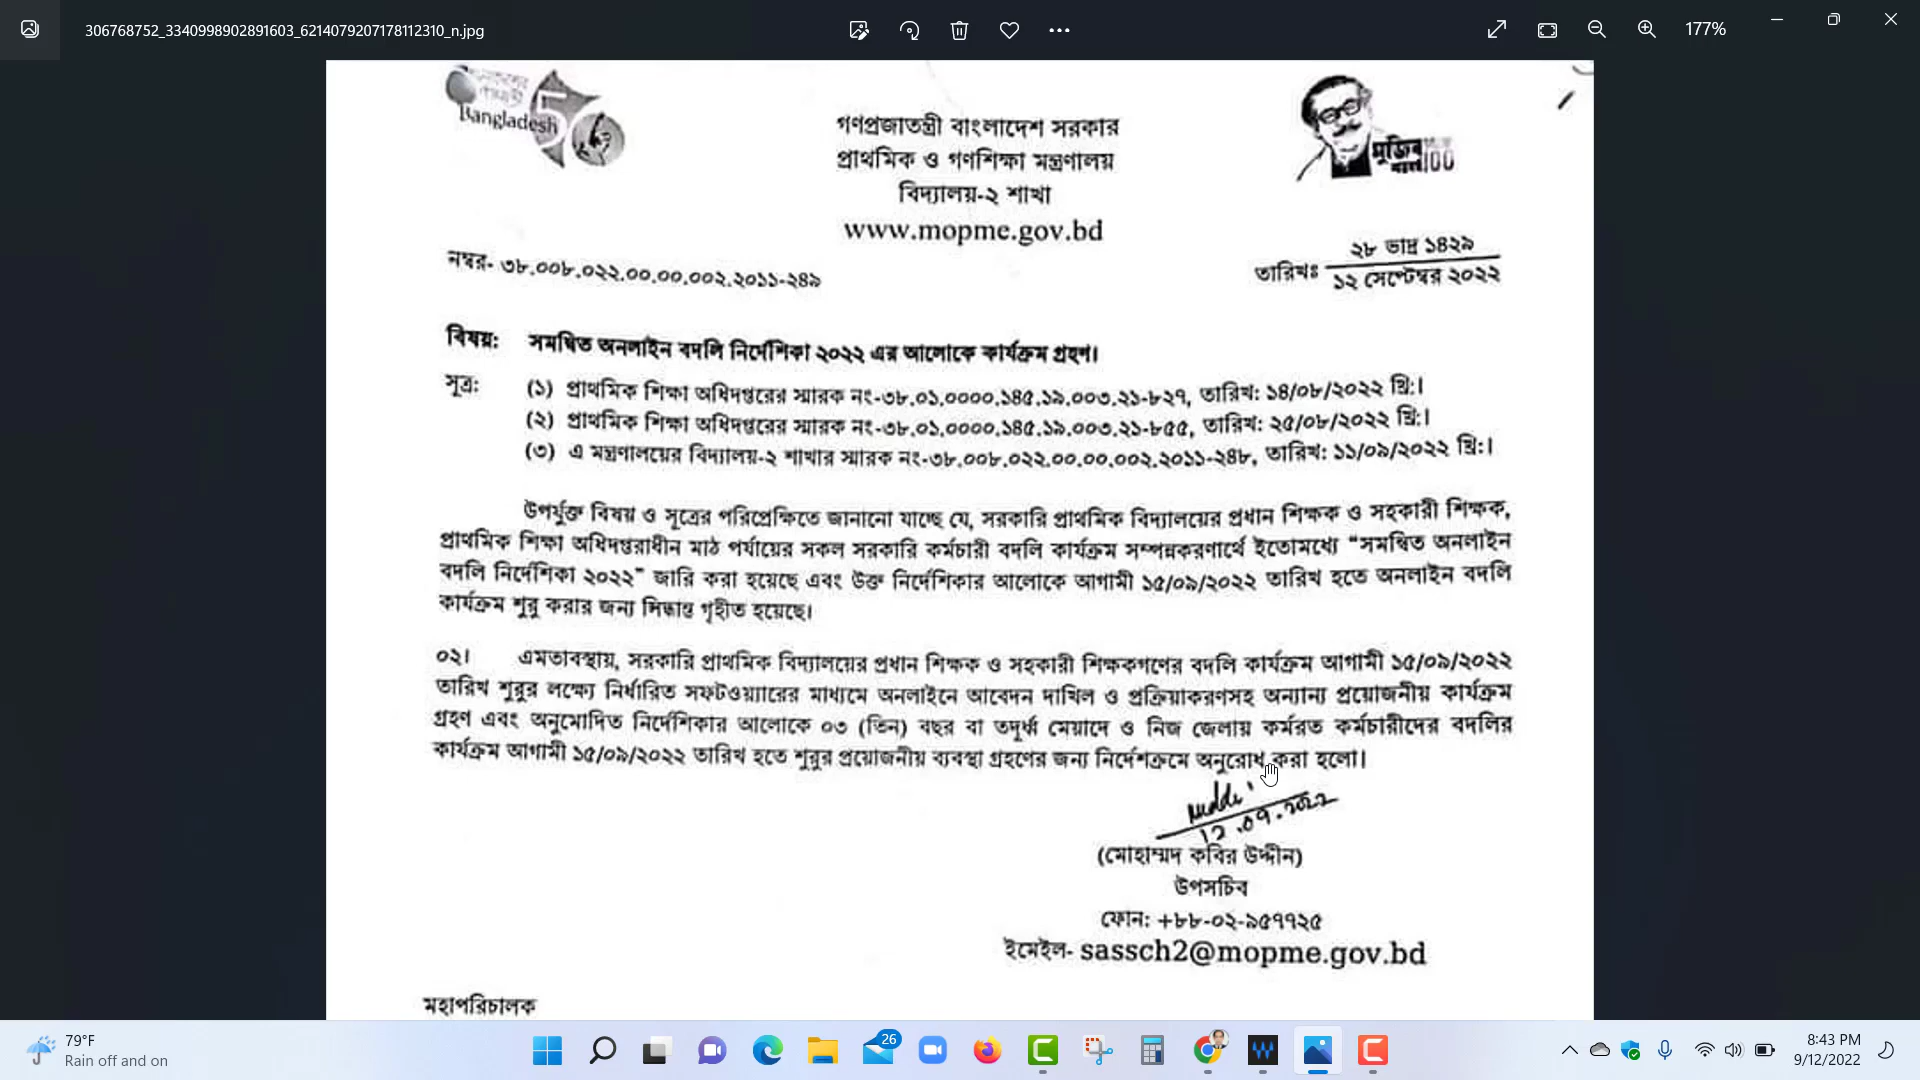 306768752_3340998902891603_6214079207178112310_n.jpg
177%
Bangladesh
50
গণপ্রজাতন্ত্রী বাংলাদেশ সরকার
প্রাথমিক ও গণশিক্ষা মন্ত্রণালয়
বিদ্যালয়-২ শাখা
www.mopme.gov.bd
মুজিব
100
নম্বর- ৩৮.০০৮.০২২.০০.০০.০০২.২০১১-২৪৯
২৮ ভাদ্র ১৪২৯
তারিখঃ
১২ সেপ্টেম্বর ২০২২
বিষয়: সমন্বিত অনলাইন বদলি নির্দেশিকা ২০২২ এর আলোকে কার্যক্রম গ্রহণ।
সূত্র: (১) প্রাথমিক শিক্ষা অধিদপ্তরের স্মারক নং-৩৮.০১.০০০০.১৪৫.১৯.০০৩.২১-৮২৭, তারিখ: ১৪/০৮/২০২২ খ্রি:।
(২) প্রাথমিক শিক্ষা অধিদপ্তরের স্মারক নং-৩৮.০১.০০০০.১৪৫.১৯.০০৩.২১-৮৫৫, তারিখ: ২৫/০৮/২০২২ খ্রি:।
(৩) এ মন্ত্রণালয়ের বিদ্যালয়-২ শাখার স্মারক নং-৩৮.০০৮.০২২.০০.০০.০০২.২০১১-২৪৮, তারিখ: ১১/০৯/২০২২ খ্রি:।
উপর্যুক্ত বিষয় ও সূত্রের পরিপ্রেক্ষিতে জানানো যাচ্ছে যে, সরকারি প্রাথমিক বিদ্যালয়ের প্রধান শিক্ষক ও সহকারী শিক্ষক,
প্রাথমিক শিক্ষা অধিদপ্তরাধীন মাঠ পর্যায়ের সকল সরকারি কর্মচারী বদলি কার্যক্রম সম্পন্নকরণার্থে ইতোমধ্যে “সমন্বিত অনলাইন
বদলি নির্দেশিকা ২০২২” জারি করা হয়েছে এবং উক্ত নির্দেশিকার আলোকে আগামী ১৫/০৯/২০২২ তারিখ হতে অনলাইন বদলি
কার্যক্রম শুরু করার জন্য সিদ্ধান্ত গৃহীত হয়েছে।
০২। এমতাবস্থায়, সরকারি প্রাথমিক বিদ্যালয়ের প্রধান শিক্ষক ও সহকারী শিক্ষকগণের বদলি কার্যক্রম আগামী ১৫/০৯/২০২২
তারিখ শুরুর লক্ষ্যে নির্ধারিত সফটওয়্যারের মাধ্যমে অনলাইনে আবেদন দাখিল ও প্রক্রিয়াকরণসহ অন্যান্য প্রয়োজনীয় কার্যক্রম
গ্রহণ এবং অনুমোদিত নির্দেশিকার আলোকে ০৩ (তিন) বছর বা তদূর্ধ্ব মেয়াদে ও নিজ জেলায় কর্মরত কর্মচারীদের বদলির
কার্যক্রম আগামী ১৫/০৯/২০২২ তারিখ হতে শুরুর প্রয়োজনীয় ব্যবস্থা গ্রহণের জন্য নির্দেশক্রমে অনুরোধ করা হলো।
12.09.2022
(মোহাম্মদ কবির উদ্দীন)
উপসচিব
ফোন: +৮৮-০২-৯৫৭৭২৫
ইমেইল- sassch2@mopme.gov.bd
মহাপরিচালক
79°F
Rain off and on
26
8:43 PM
9/12/2022